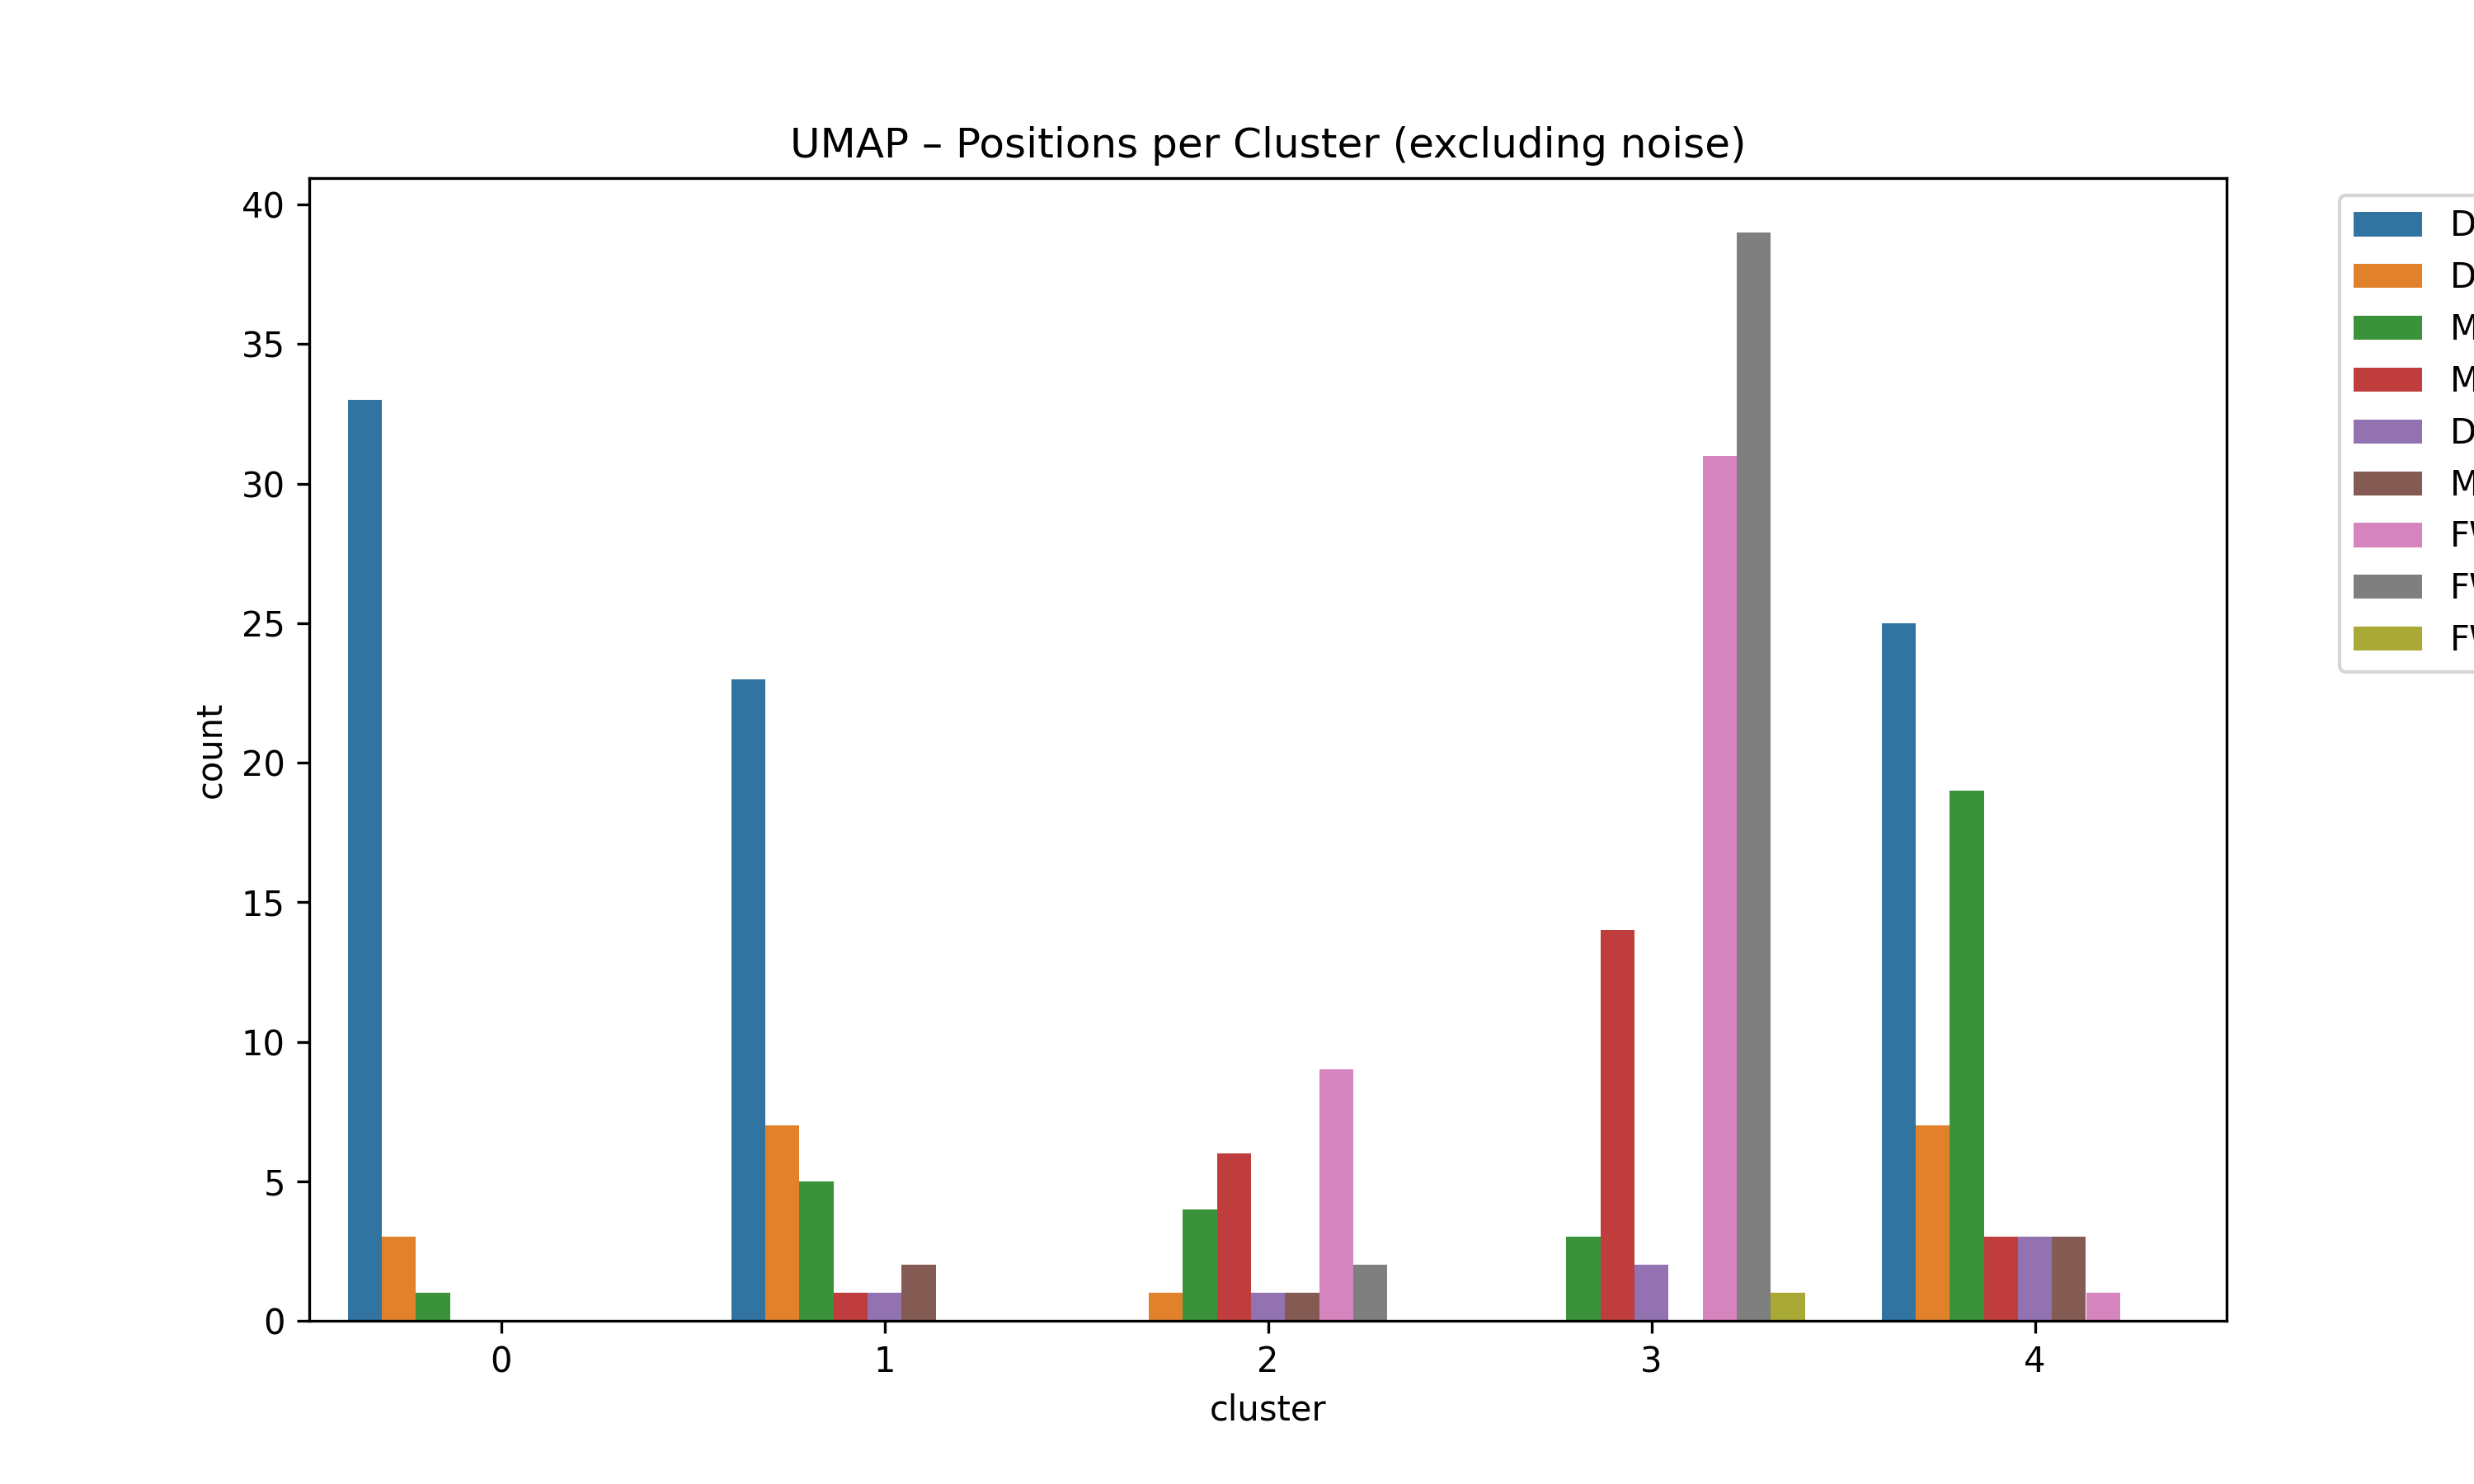 UMAP – Positions per Cluster (excluding noise)
40
35
30
25
20
15
10
5
0
count
0 1 2 3 4
cluster
D
D
M
M
D
M
F
F
F